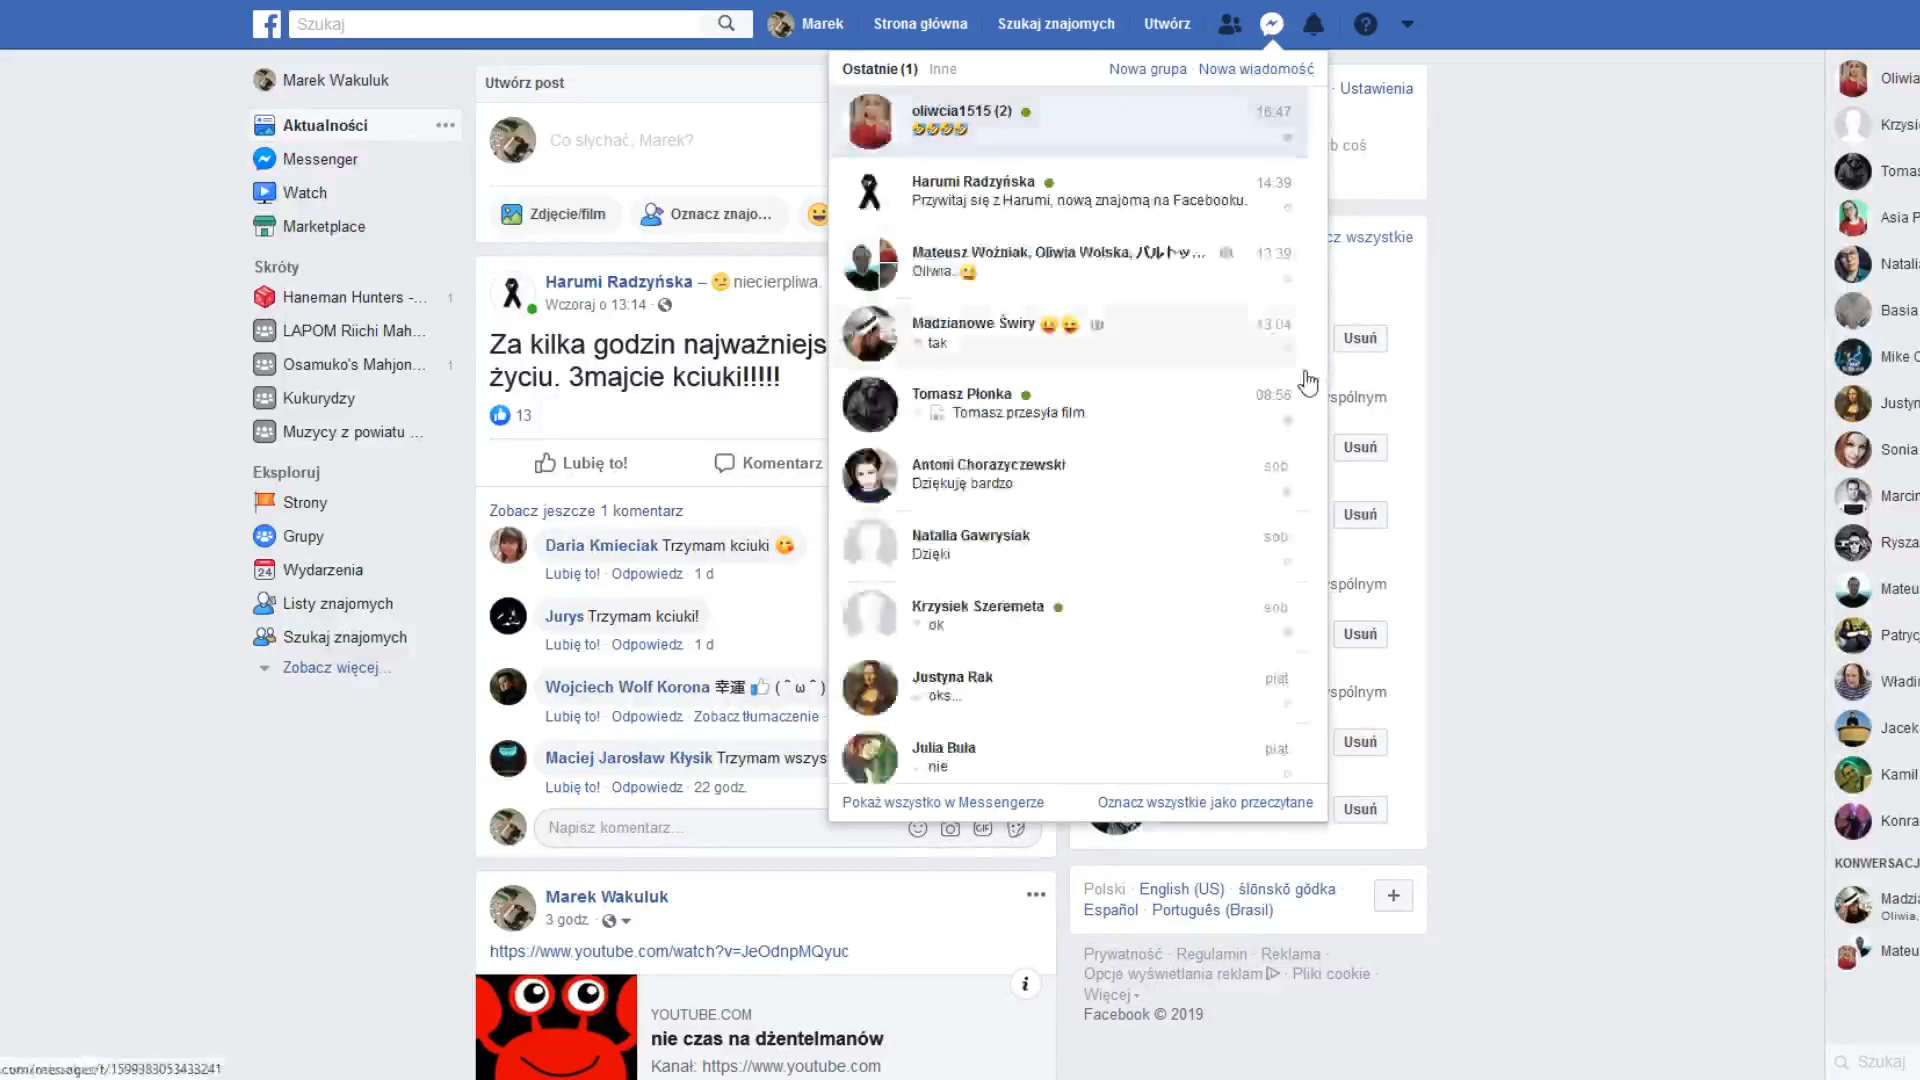 Szukaj
Marek
Strona główna
Szukaj znajomych
Utwórz
Marek Wakuluk
Aktualności
Messenger
Watch
Marketplace
Skróty
Haneman Hunters -... 1
LAPOM Riichi Mah...
Osamuko's Mahjon... 1
Kukurydzy
Muzycy z powiatu ...
Eksploruj
Strony
Grupy
24 Wydarzenia
Listy znajomych
Szukaj znajomych
Zobacz więcej...
Utwórz post
Co słychać, Marek?
Zdjęcie/film
Oznacz znajo...
Harumi Radzyńska – 😕 niecierpliwa.
Wczoraj o 13:14 ·
Za kilka godzin najważniejs
życiu. 3majcie kciuki!!!!!
13
Lubię to!
Komentarz
Zobacz jeszcze 1 komentarz
Daria Kmieciak Trzymam kciuki 😘
Lubię to! · Odpowiedz · 1 d
Jurys Trzymam kciuki!
Lubię to! · Odpowiedz · 1 d
Wojciech Wolf Korona 幸運 👍 (＾ω＾)
Lubię to! · Odpowiedz · Zobacz tłumaczenie ·
Maciej Jarosław Kłysik Trzymam wszys
Lubię to! · Odpowiedz · 22 godz.
Napisz komentarz...
GIF
Marek Wakuluk
3 godz. ·
https://www.youtube.com/watch?v=JeOdnpMQyuc
YOUTUBE.COM
nie czas na dżentelmanów
Kanał: https://www.youtube.com
Ostatnie (1) Inne
Nowa grupa · Nowa wiadomość
oliwcia1515 (2) 16:47
🤣🤣🤣🤣
Harumi Radzyńska 14:39
Przywitaj się z Harumi, nową znajomą na Facebooku.
Mateusz Woźniak, Oliwia Wolska, バルトッ... 13:39
Oliwia.
Madzianowe Świry 13:04
tak
Tomasz Płonka 08:56
Tomasz przesyła film.
Antoni Chorazyczewski sob
Dziękuję bardzo
Natalia Gawrysiak sob
Dzięki
Krzysiek Szeremeta sob
ok
Justyna Rak piąt
oks...
Julia Buła piąt
nie
Pokaż wszystko w Messengerze
Oznacz wszystkie jako przeczytane
· Ustawienia
b coś
cz wszystkie
Usuń
spólnym
Usuń
Usuń
spólnym
Usuń
spólnym
Usuń
Usuń
Polski · English (US) · ślōnskŏ gŏdka ·
Español · Português (Brasil)
Prywatność · Regulamin · Reklama ·
Opcje wyświetlania reklam · Pliki cookie ·
Więcej
Facebook © 2019
Oliwia
Krzysi
Tomas
Asia P
Natali
Basia
Mike C
Justyn
Sonia
Marcin
Rysza
Mateu
Patryc
Władi
Jacek
Kamil
Konra
KONWERSACJ
Madzia
Oliwia,
Mateu
Szukaj
com/messages/t/1599383053433241